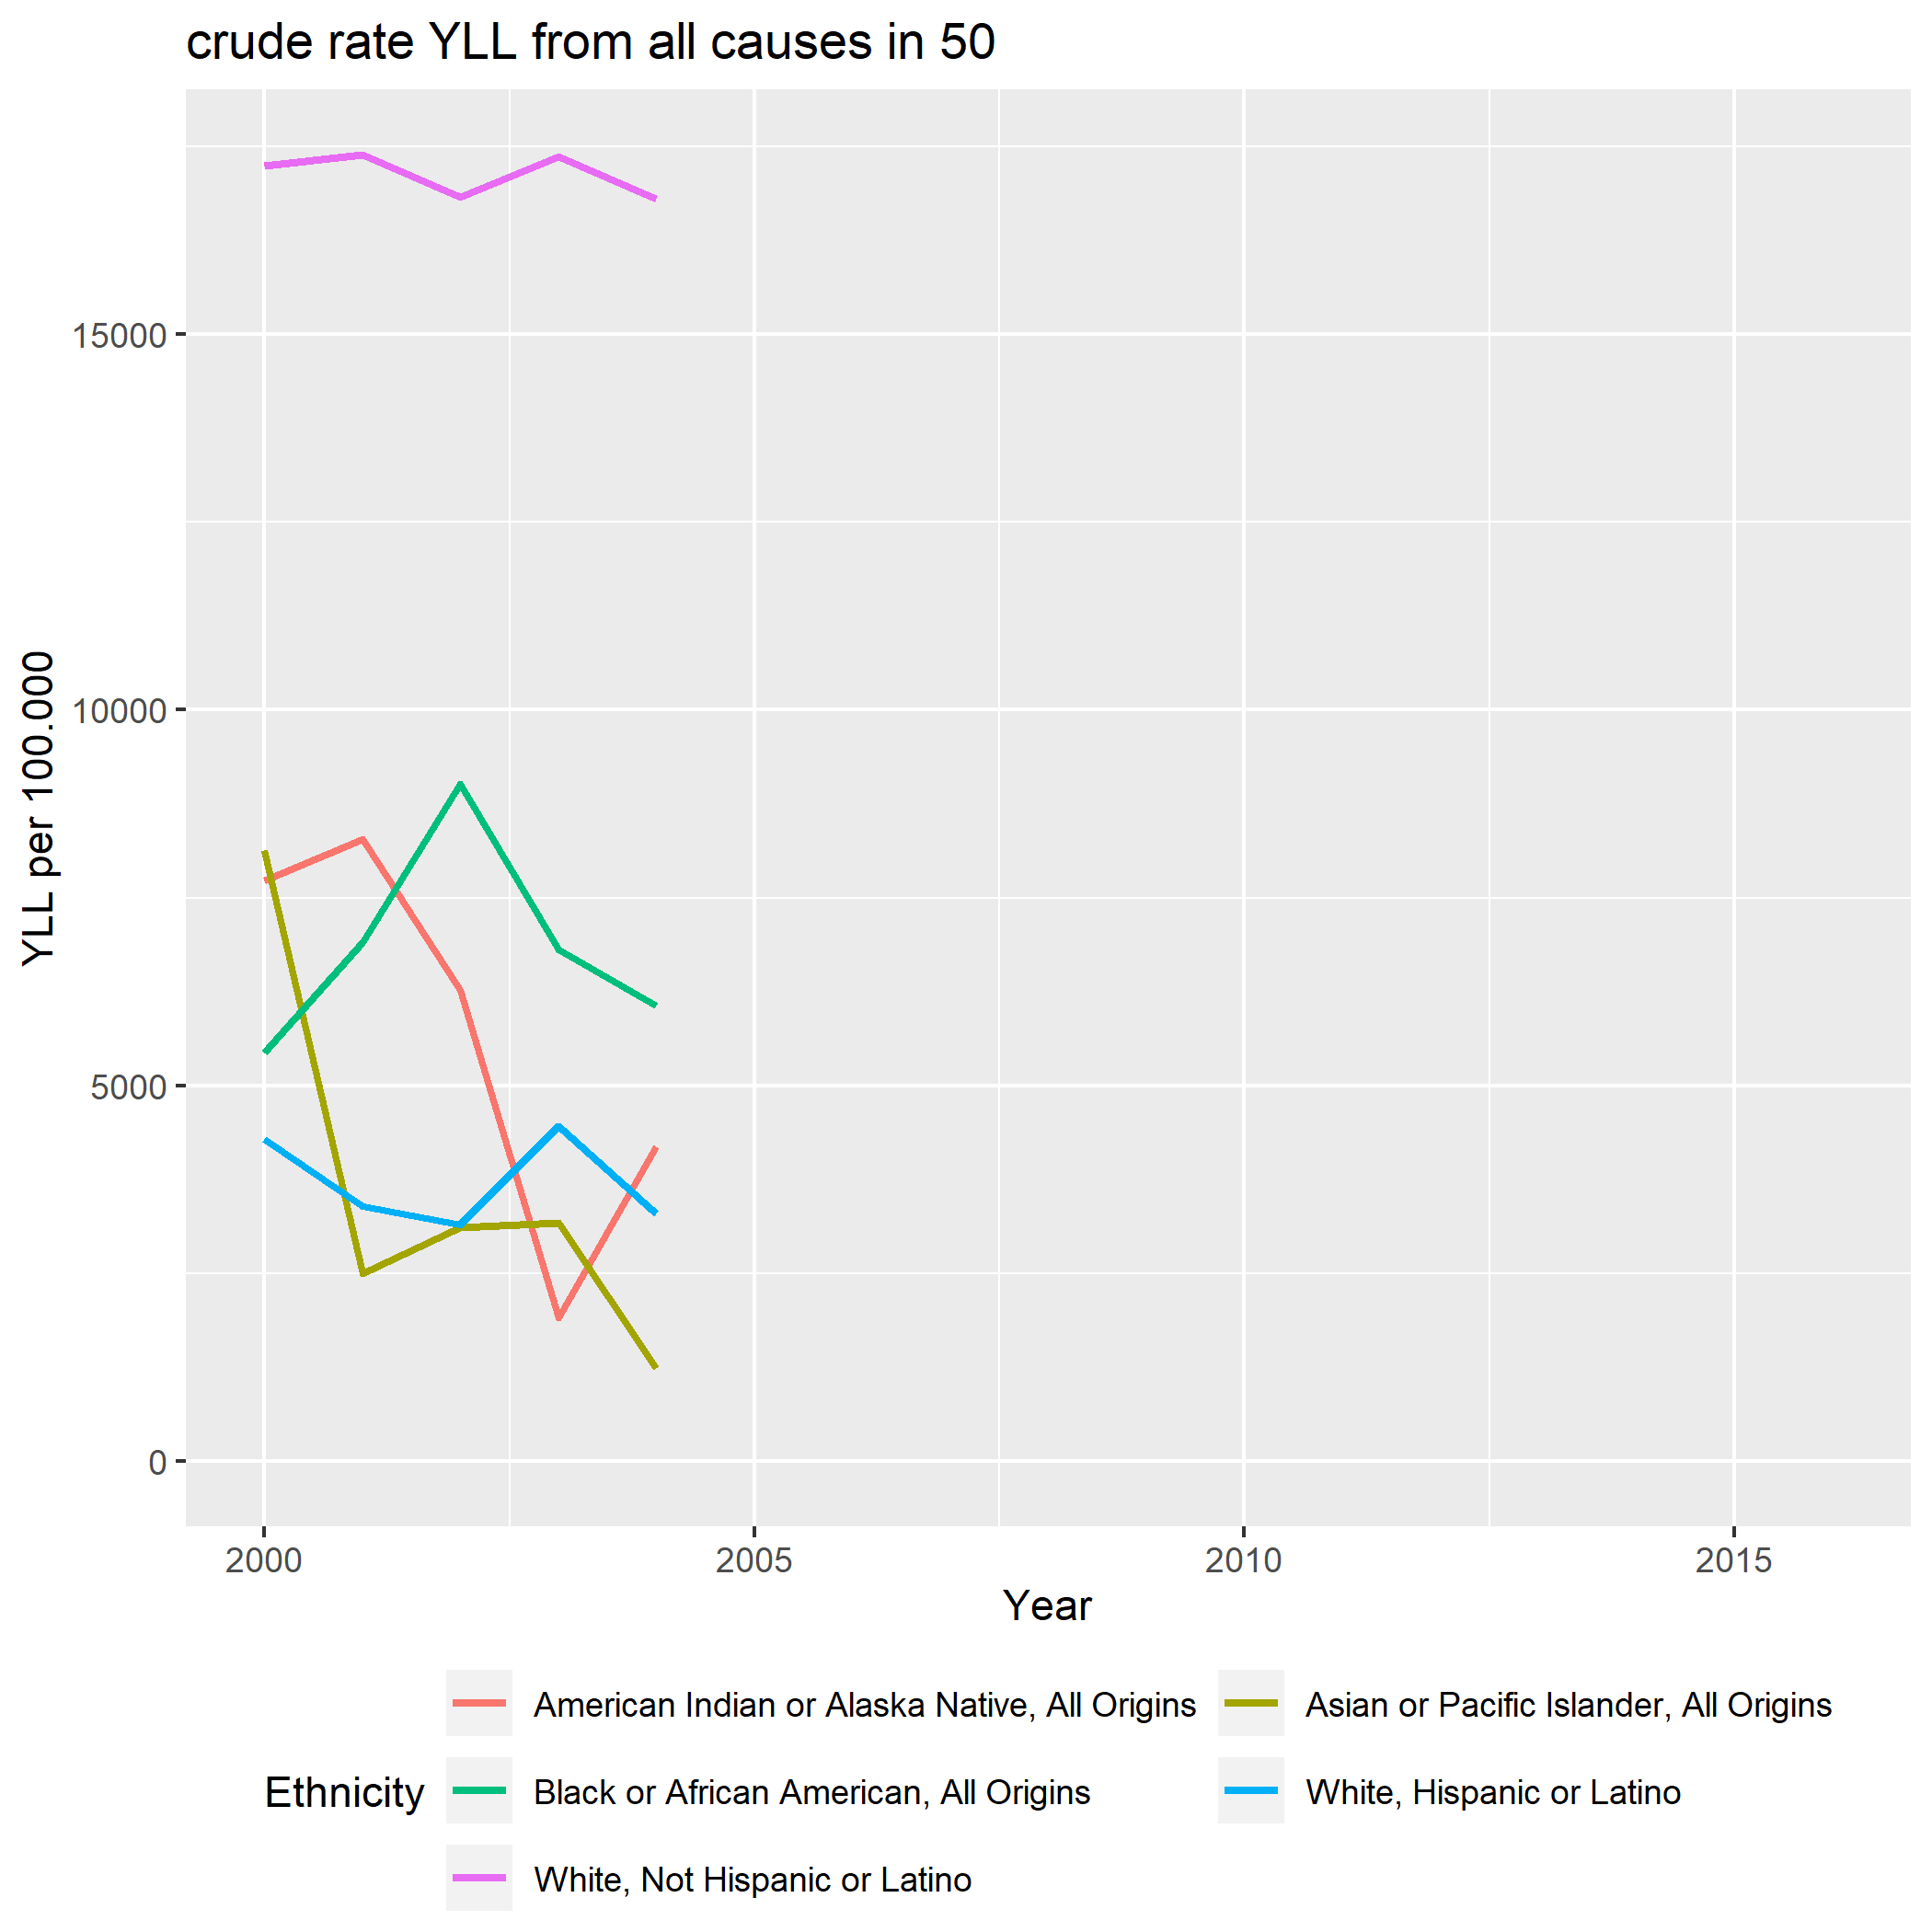 crude rate YLL from all causes in 50
YLL per 100.000
15000
10000
5000
0
2000 2005 2010 2015
Year
Ethnicity
American Indian or Alaska Native, All Origins
Asian or Pacific Islander, All Origins
Black or African American, All Origins
White, Hispanic or Latino
White, Not Hispanic or Latino